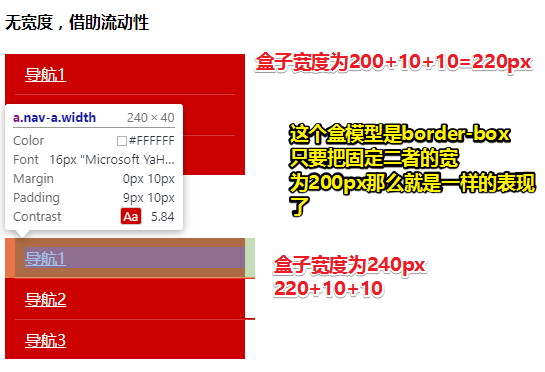 无宽度，借助流动性
导航1
盒子宽度为200+10+10=220px
a.nav-a.width 240 × 40
Color #FFFFFF
Font 16px "Microsoft YaH...
Margin 0px 10px
Padding 9px 10px
Contrast Aa 5.84
这个盒模型是border-box
只要把固定二者的宽
为200px那么就是一样的表现
了
导航1
导航2
导航3
盒子宽度为240px
220+10+10